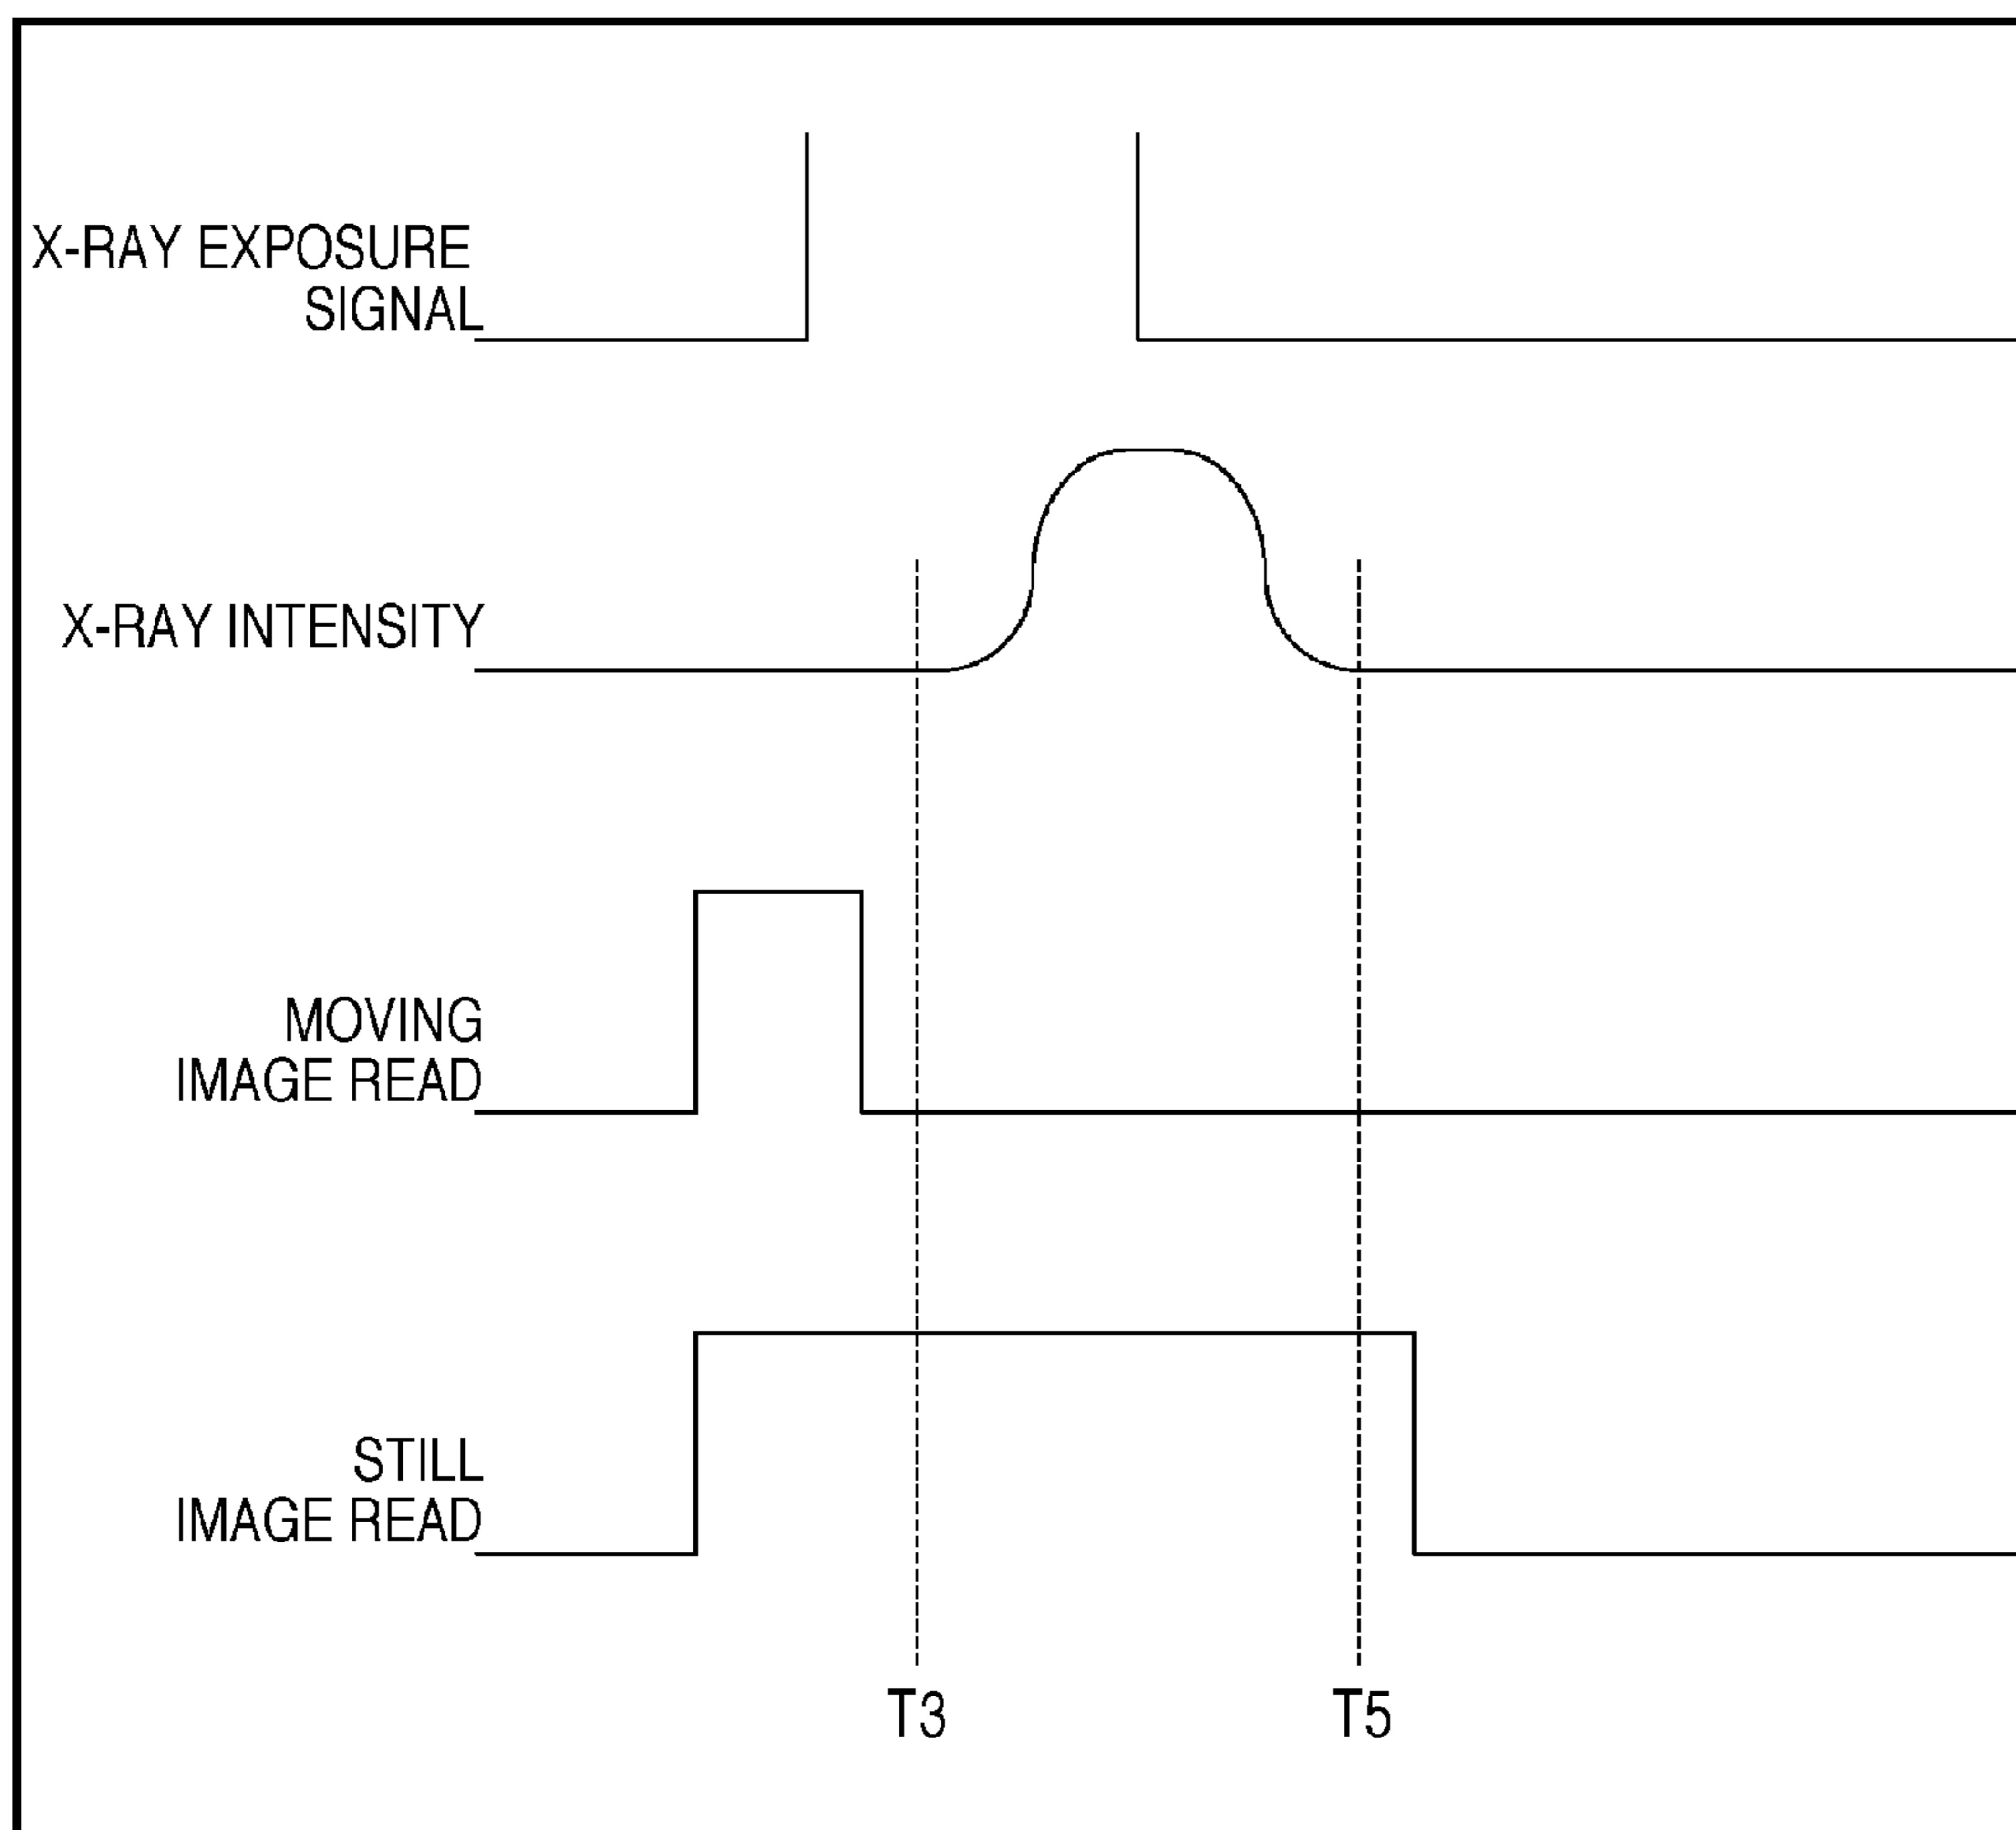 X-RAY EXPOSURE
SIGNAL
X-RAY INTENSITY
MOVING
IMAGE READ
STILL
IMAGE READ
T3
T5